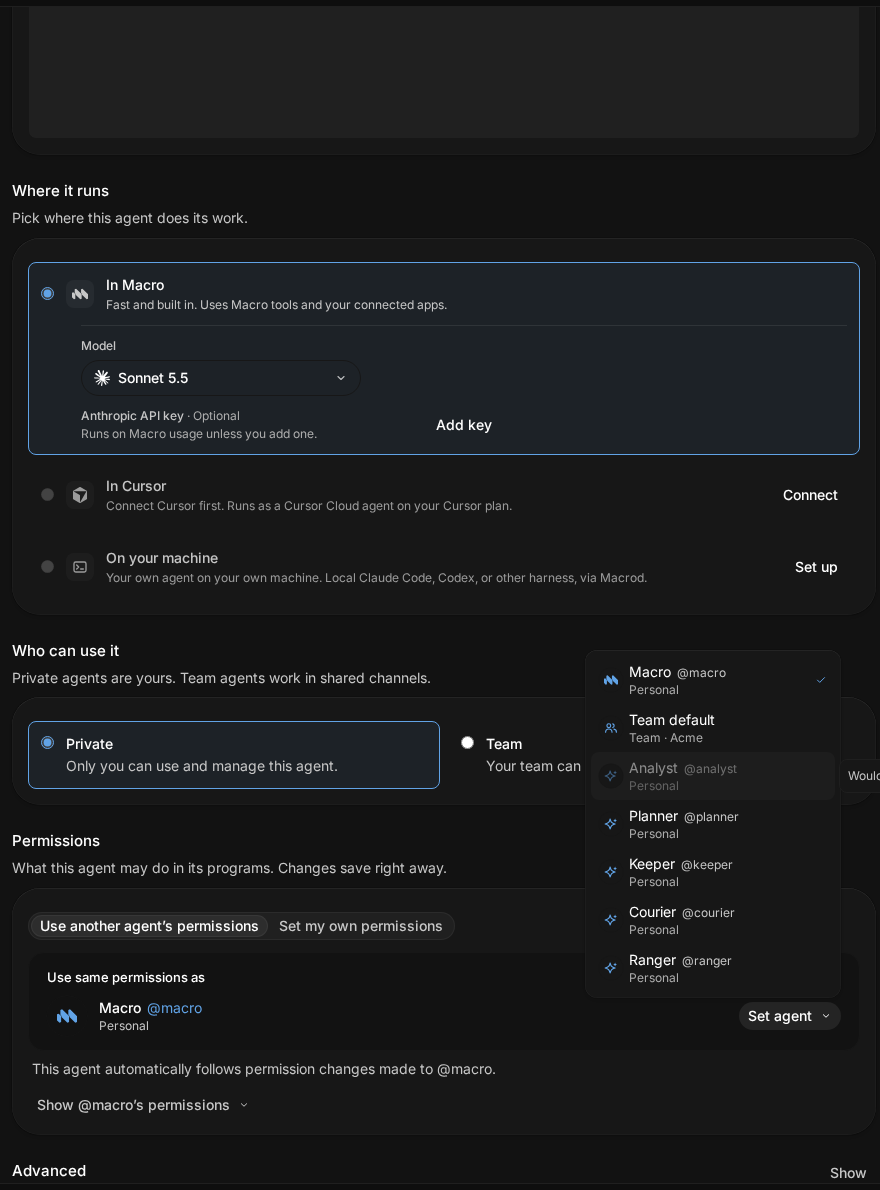 Where it runs
Pick where this agent does its work.
In Macro
Fast and built in. Uses Macro tools and your connected apps.
Model
Sonnet 5.5
Anthropic API key · Optional
Runs on Macro usage unless you add one.
Add key
In Cursor
Connect Cursor first. Runs as a Cursor Cloud agent on your Cursor plan.
Connect
On your machine
Your own agent on your own machine. Local Claude Code, Codex, or other harness, via Macrod.
Set up
Who can use it
Private agents are yours. Team agents work in shared channels.
Private
Only you can use and manage this agent.
Team
Your team can
Macro @macro
Personal
Team default
Team · Acme
Analyst @analyst
Personal
Planner @planner
Personal
Keeper @keeper
Personal
Courier @courier
Personal
Ranger @ranger
Personal
Permissions
What this agent may do in its programs. Changes save right away.
Use another agent’s permissions
Set my own permissions
Use same permissions as
Macro @macro
Personal
Set agent
This agent automatically follows permission changes made to @macro.
Show @macro’s permissions
Advanced
Show